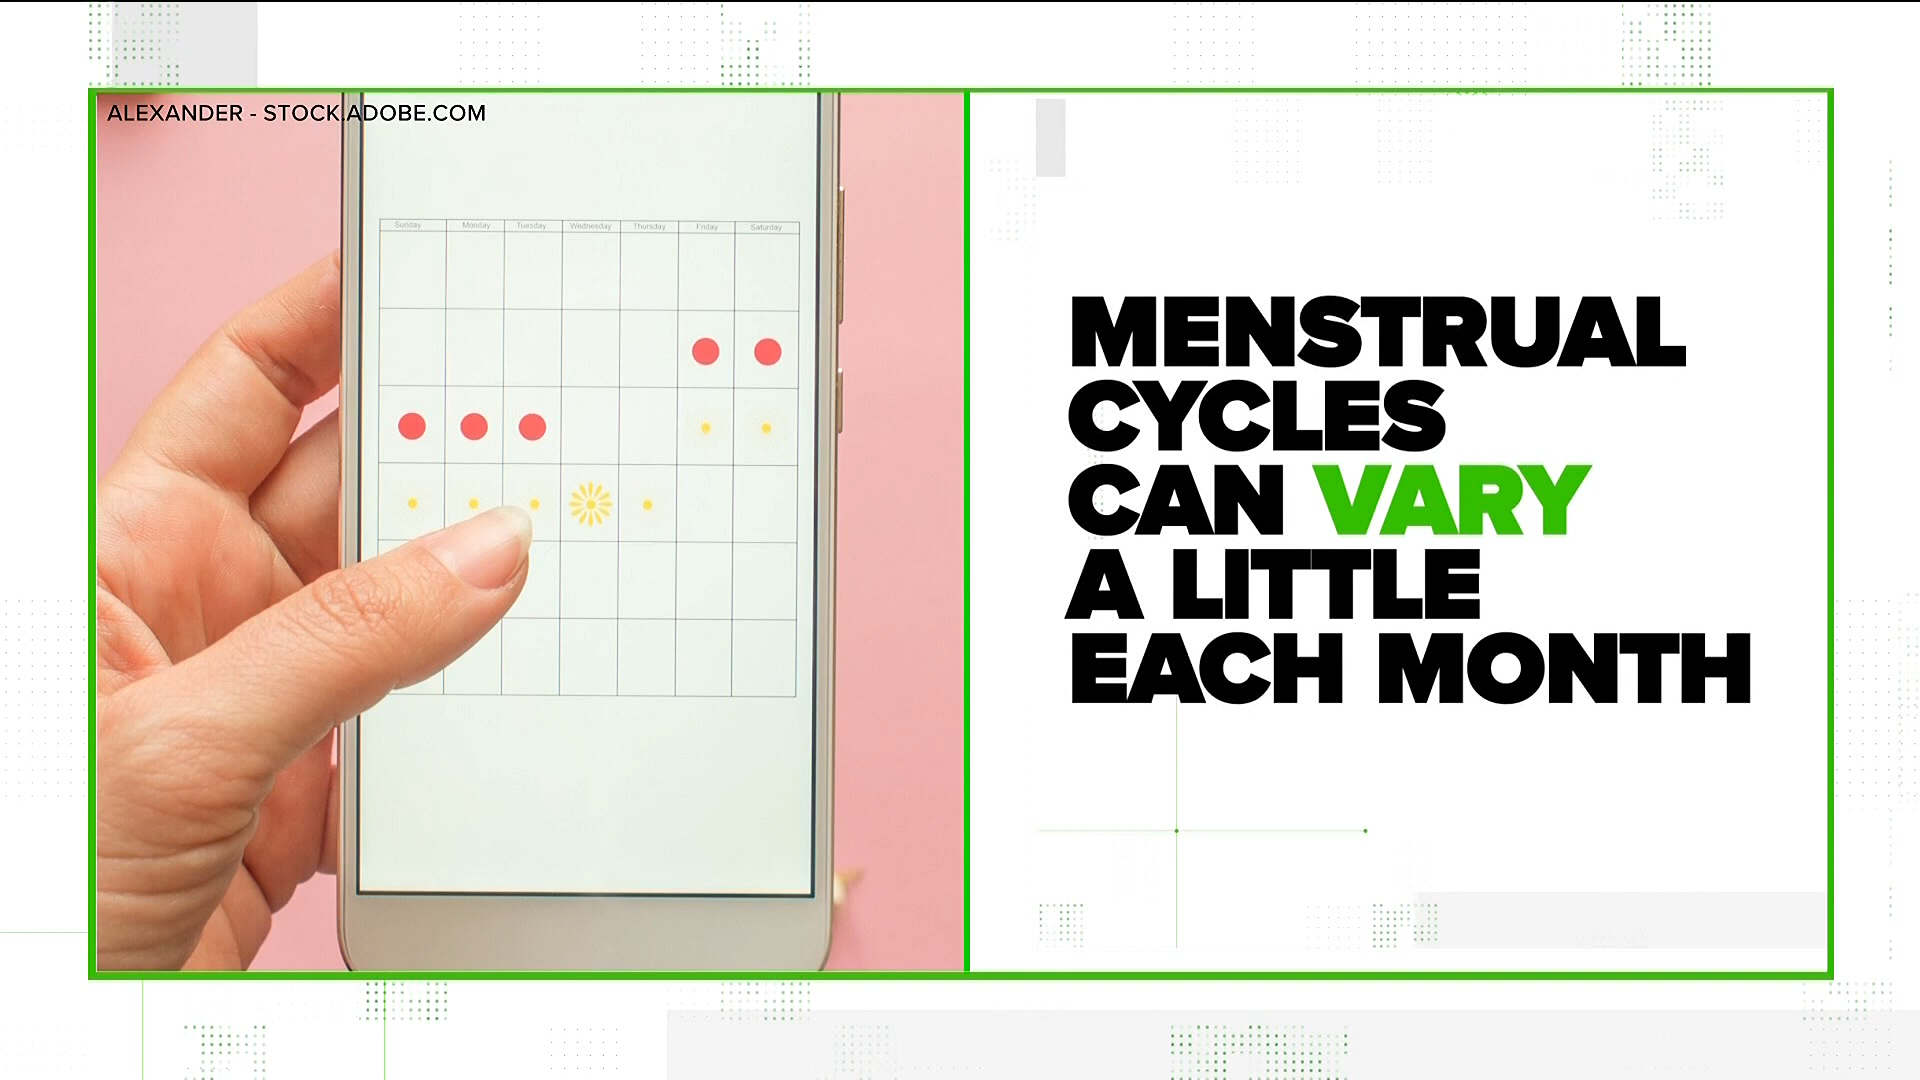 ALEXANDER - STOCK.ADOBE.COM
Sunday Monday Tuesday Wednesday Thursday Friday Saturday
MENSTRUAL
CYCLES
CAN VARY
A LITTLE
EACH MONTH